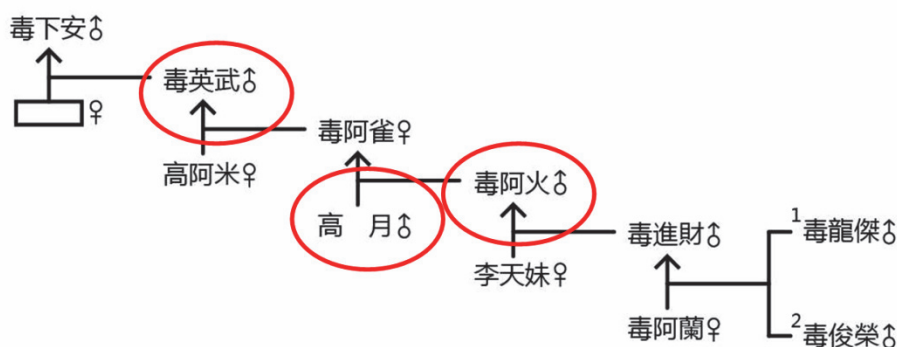 毒下安♂
♀
毒英武♂
高阿米♀
毒阿雀♀
高 月♂
毒阿火♂
李天妹♀
毒進財♂
毒阿蘭♀
1毒龍傑♂
2毒俊榮♂